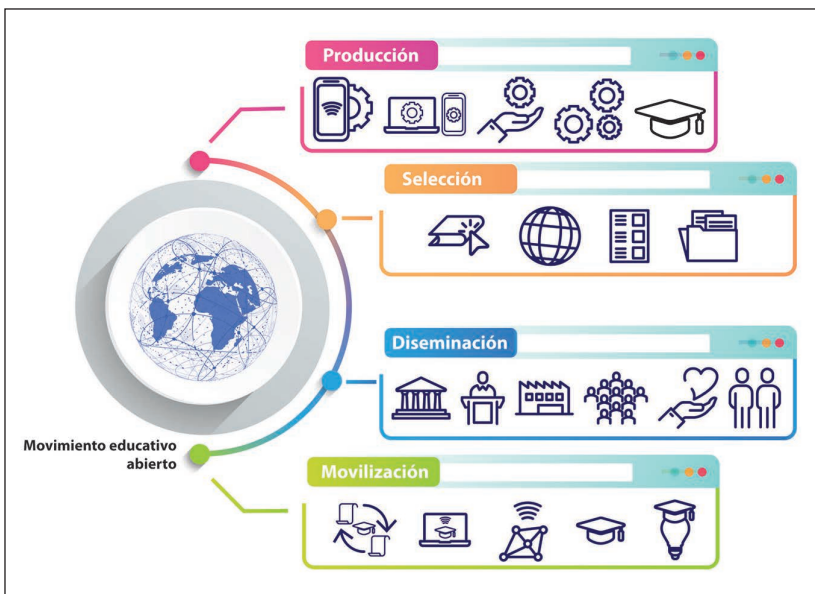 Producción
Selección
Diseminación
Movimiento educativo
abierto
Movilización